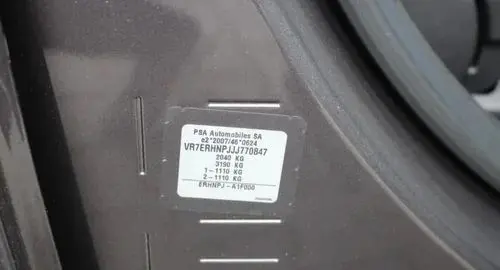 PSA Automobiles SA
e2*2007/46*0624
VR7ERHNPJJJ770847
2040 KG
3190 KG
1-1110 KG
2-1110 KG
ERHNPJ - A1F000